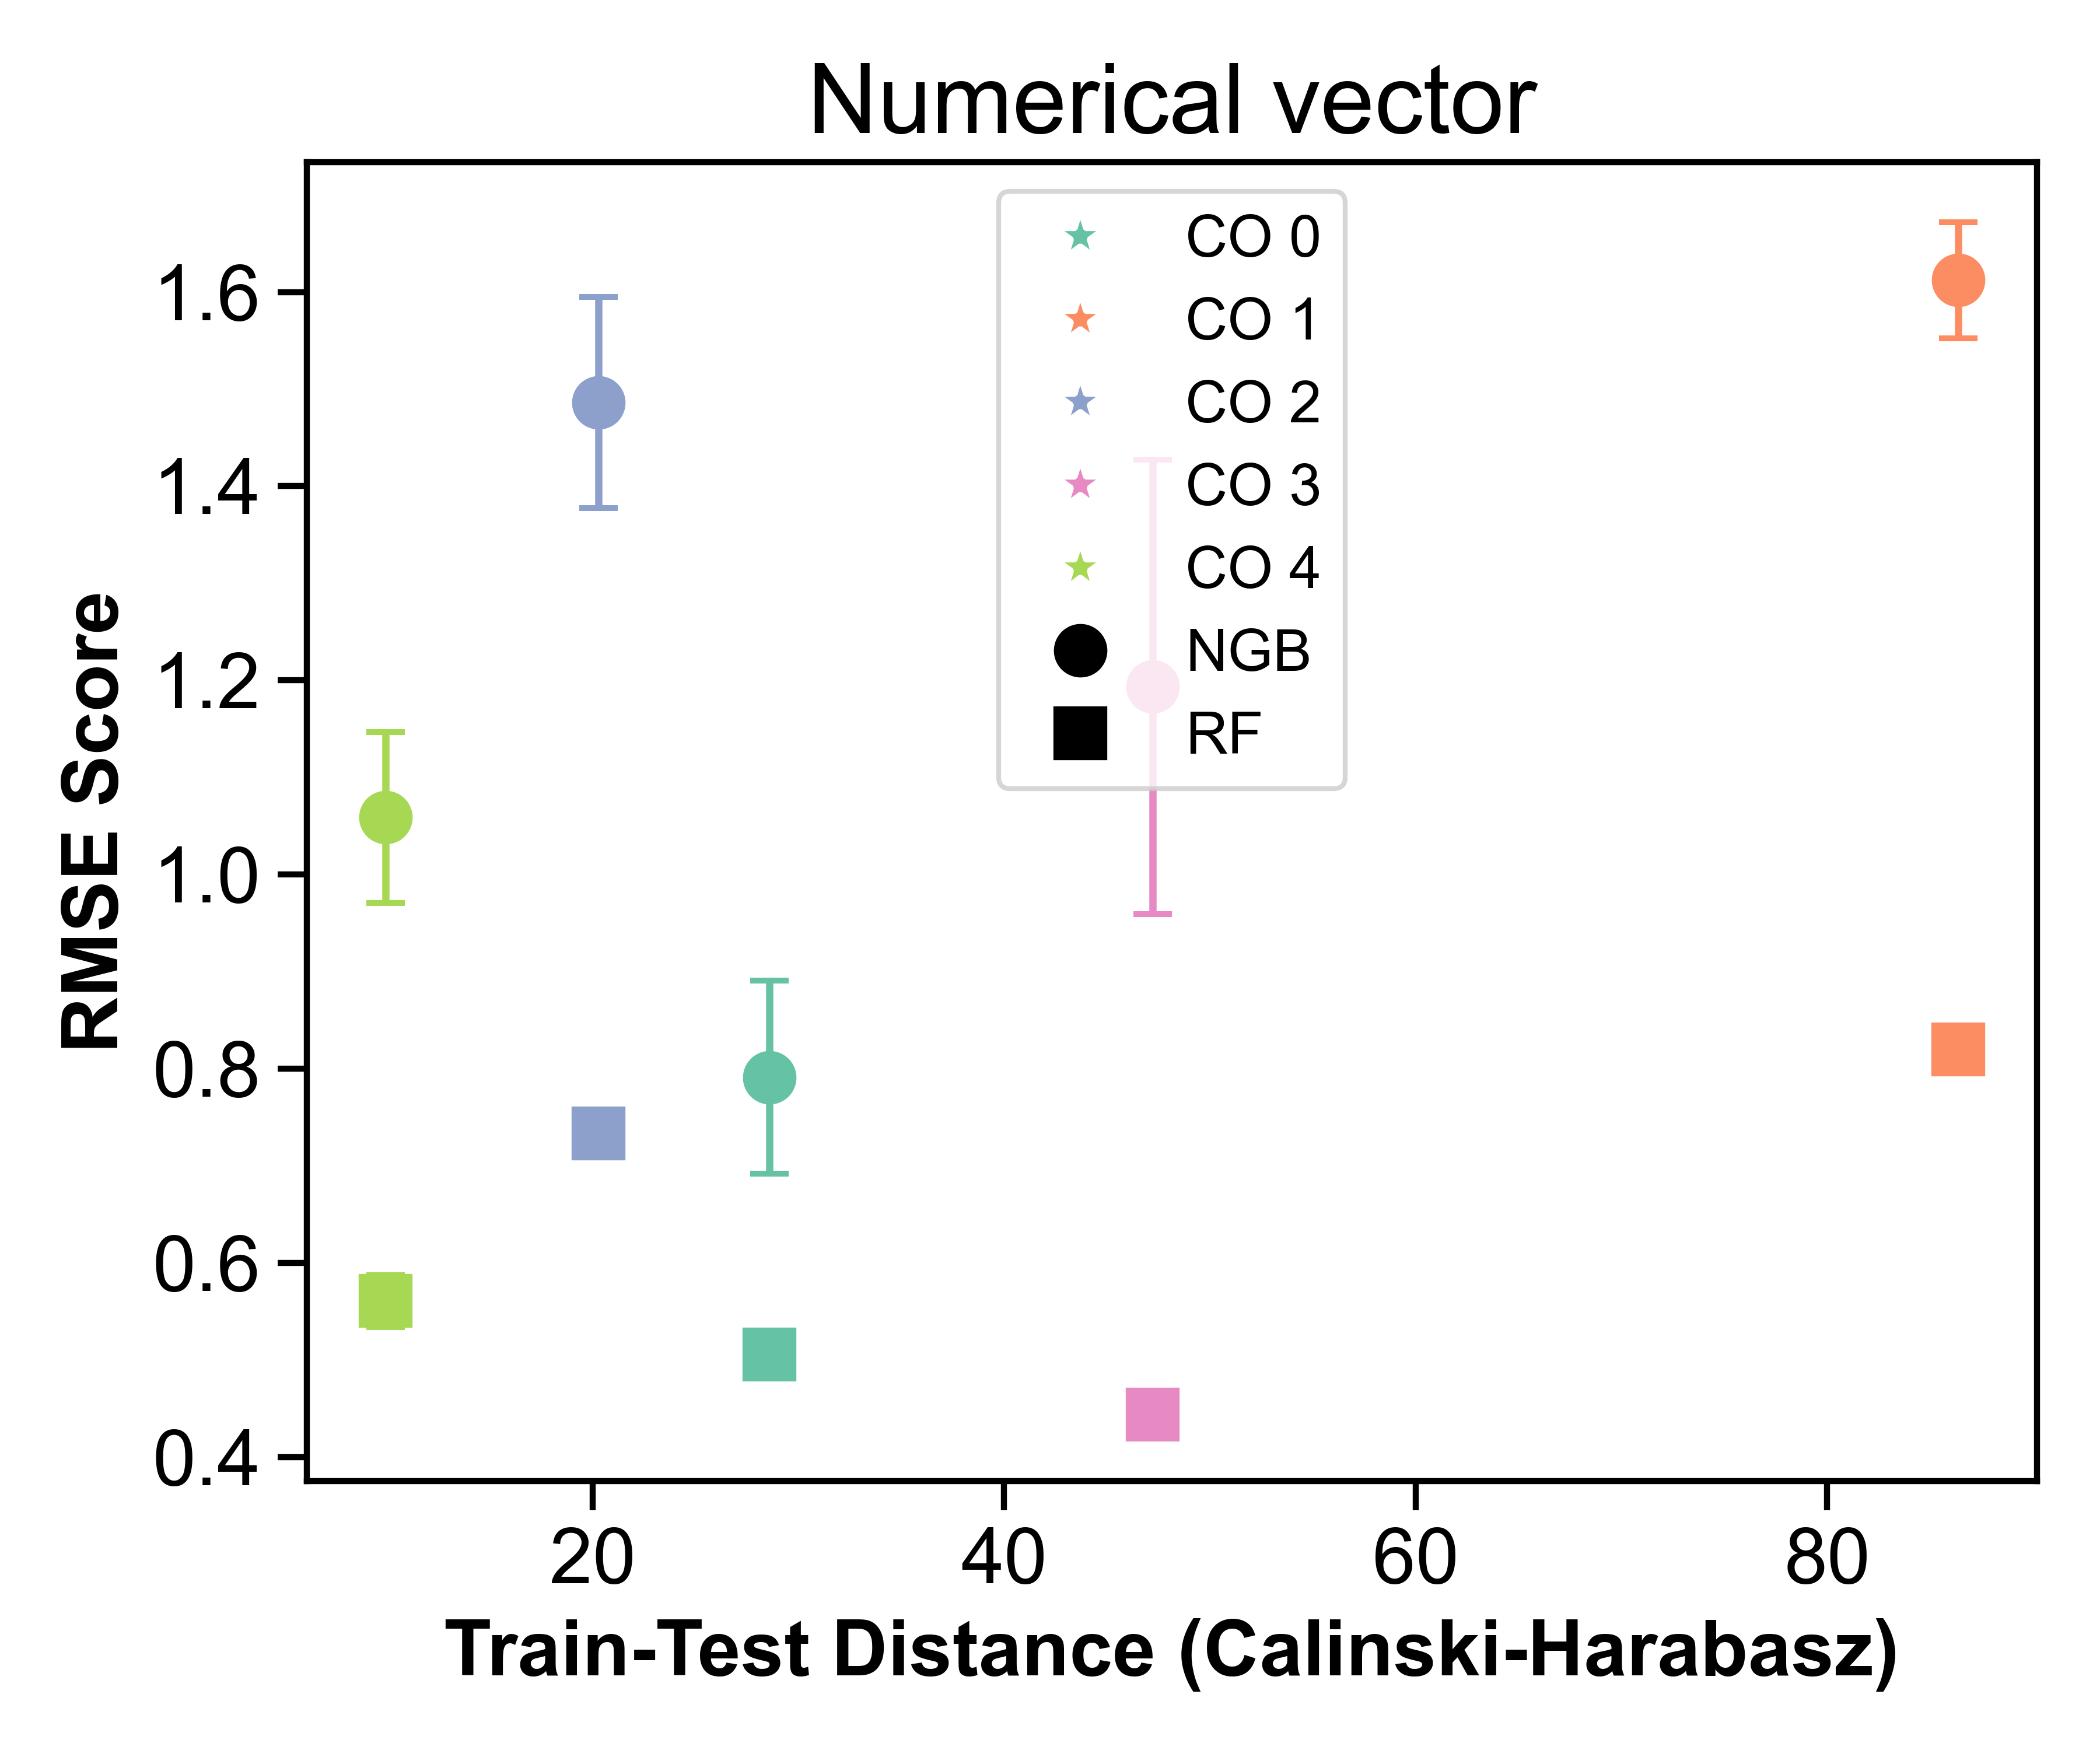 Numerical vector
CO 0
CO 1
CO 2
CO 3
CO 4
NGB
RF
RMSE Score
1.6
1.4
1.2
1.0
0.8
0.6
0.4
20 40 60 80
Train-Test Distance (Calinski-Harabasz)